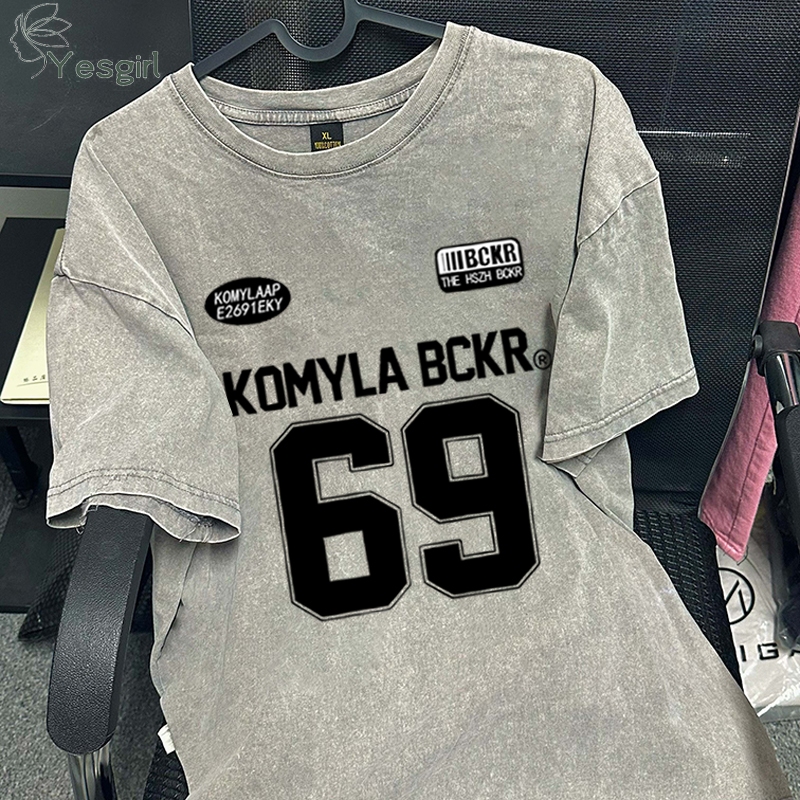 Yesgirl
XL
KOMYLAAP
E2691EKY
BCKR
THE HSZH BCKR
KOMYLA BCKR®
69